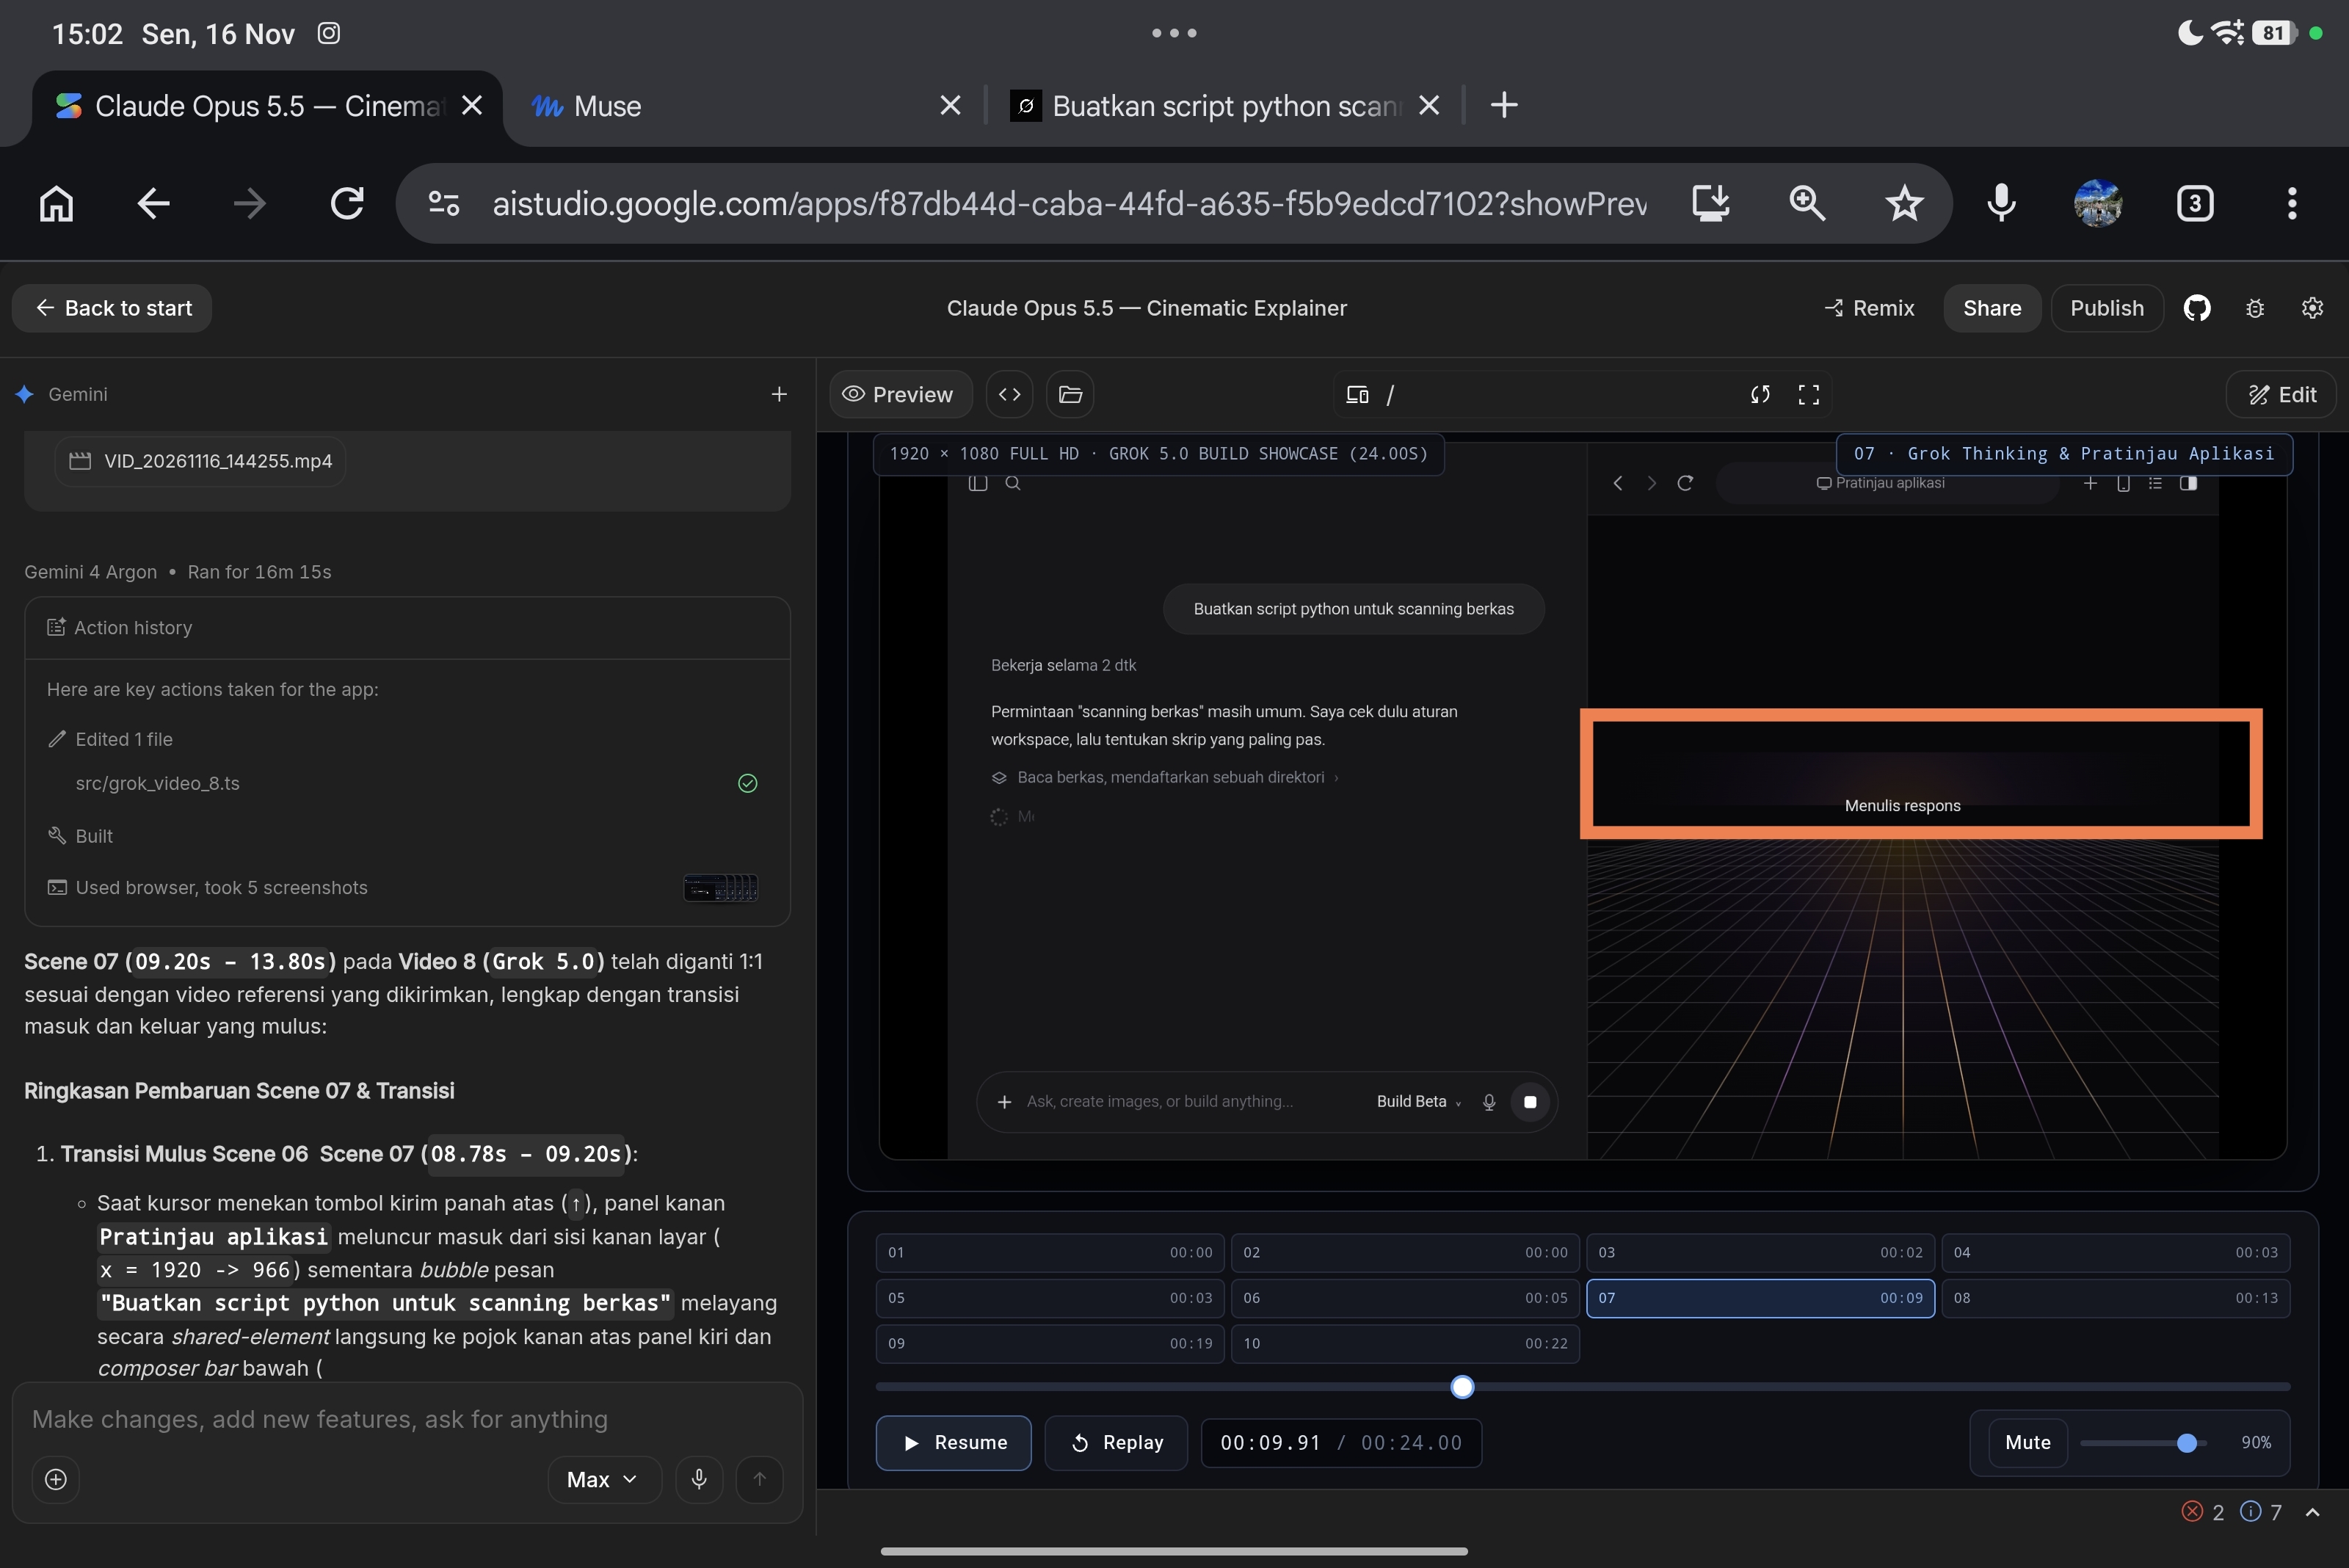 15:02 Sen, 16 Nov
81
Claude Opus 5.5 — Cinemat
Muse
Buatkan script python scann
aistudio.google.com/apps/f87db44d-caba-44fd-a635-f5b9edcd7102?showPrev
3
Back to start
Claude Opus 5.5 — Cinematic Explainer
Remix
Share
Publish
Gemini
Preview
/
Edit
VID_20261116_144255.mp4
Gemini 4 Argon • Ran for 16m 15s
Action history
Here are key actions taken for the app:
Edited 1 file
src/grok_video_8.ts
Built
Used browser, took 5 screenshots
Scene 07 (09.20s – 13.80s) pada Video 8 (Grok 5.0) telah diganti 1:1
sesuai dengan video referensi yang dikirimkan, lengkap dengan transisi
masuk dan keluar yang mulus:
Ringkasan Pembaruan Scene 07 & Transisi
1. Transisi Mulus Scene 06 Scene 07 (08.78s – 09.20s):
Saat kursor menekan tombol kirim panah atas (↑), panel kanan
Pratinjau aplikasi meluncur masuk dari sisi kanan layar (
x = 1920 -> 966) sementara bubble pesan
"Buatkan script python untuk scanning berkas" melayang
secara shared-element langsung ke pojok kanan atas panel kiri dan
composer bar bawah (
Make changes, add new features, ask for anything
Max
1920 × 1080 FULL HD · GROK 5.0 BUILD SHOWCASE (24.00S)
07 · Grok Thinking & Pratinjau Aplikasi
Pratinjau aplikasi
Buatkan script python untuk scanning berkas
Bekerja selama 2 dtk
Permintaan "scanning berkas" masih umum. Saya cek dulu aturan
workspace, lalu tentukan skrip yang paling pas.
Baca berkas, mendaftarkan sebuah direktori ›
Me
Menulis respons
Ask, create images, or build anything...
Build Beta
01 00:00
02 00:00
03 00:02
04 00:03
05 00:03
06 00:05
07 00:09
08 00:13
09 00:19
10 00:22
Resume
Replay
00:09.91 / 00:24.00
Mute
90%
2
7